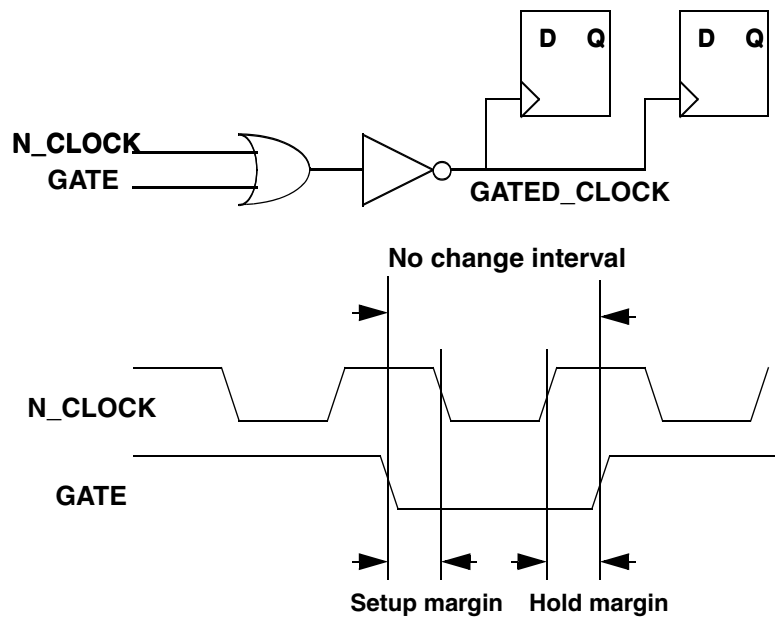 D Q
D Q
N_CLOCK
GATE
GATED_CLOCK
No change interval
N_CLOCK
GATE
Setup margin
Hold margin